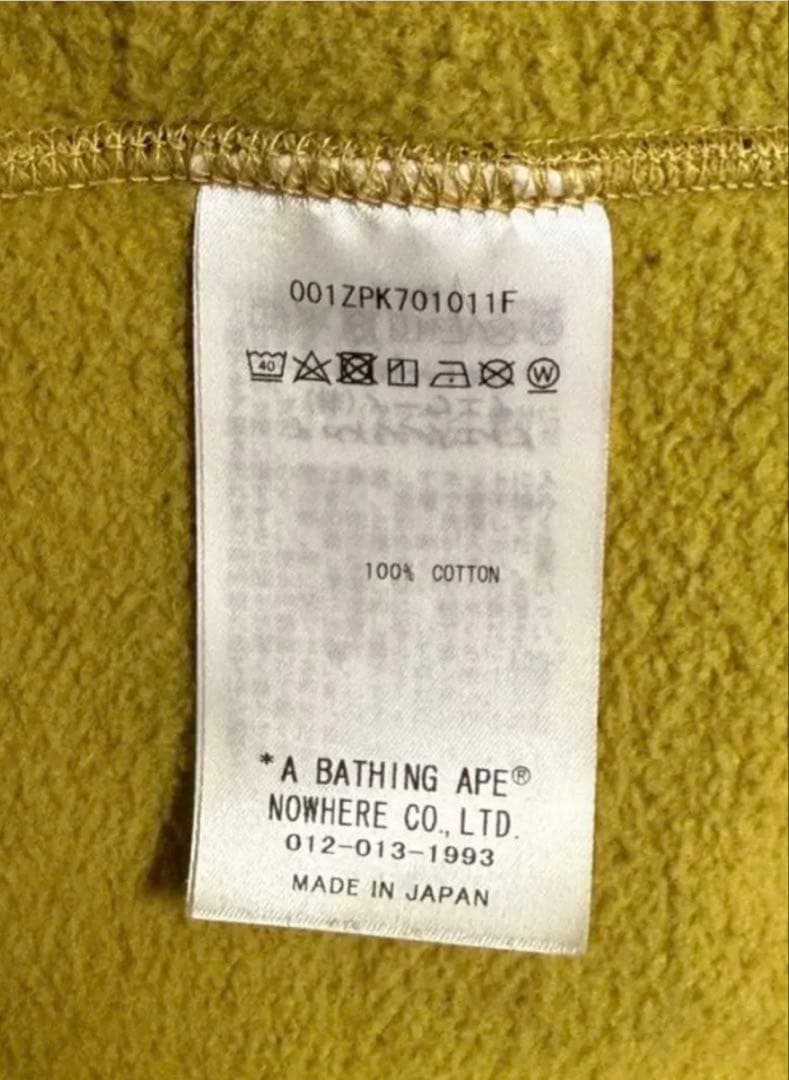 001ZPK701011F
40 W
100% COTTON
*A BATHING APE®
NOWHERE CO., LTD.
012-013-1993
MADE IN JAPAN